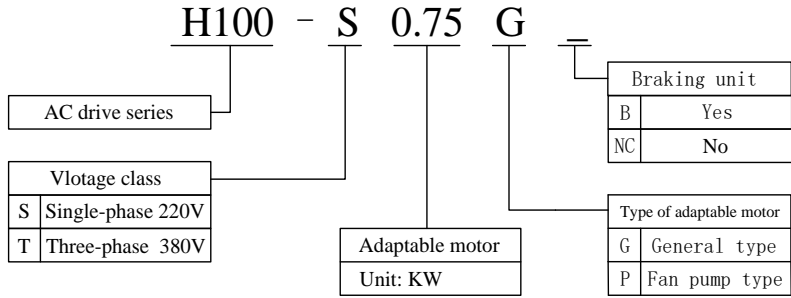 H100 - S 0.75 G _
Braking unit
B Yes
NC No
AC drive series
Vlotage class
S Single-phase 220V
T Three-phase 380V
Adaptable motor
Unit: KW
Type of adaptable motor
G General type
P Fan pump type